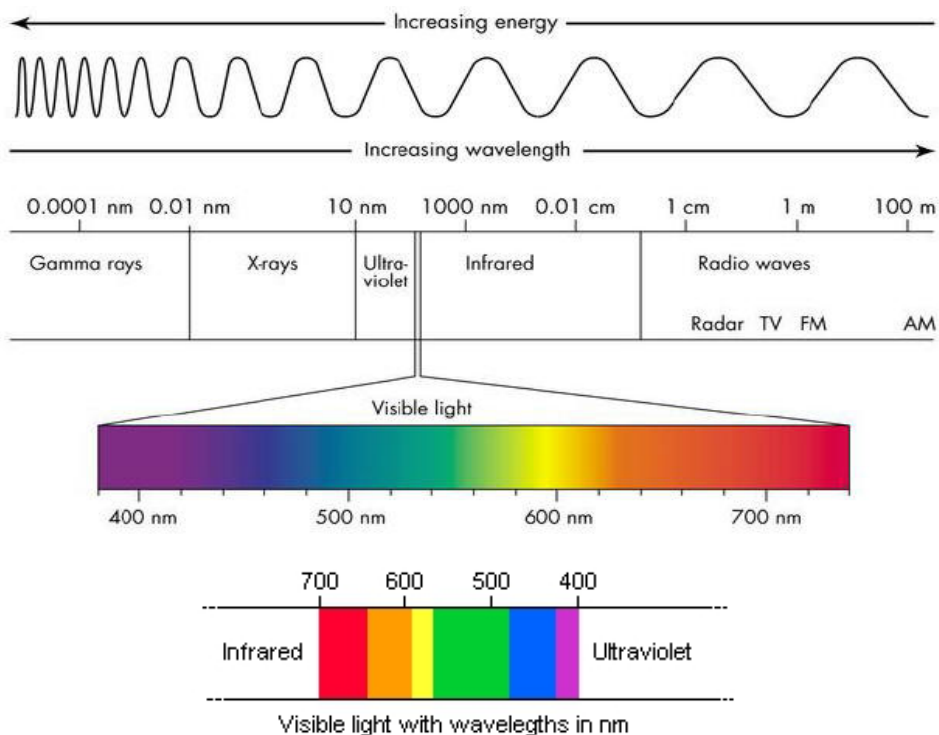 Increasing energy
Increasing wavelength
0.0001 nm 0.01 nm 10 nm 1000 nm 0.01 cm 1 cm 1 m 100 m
Gamma rays X-rays Ultra-violet Infrared Radio waves
Radar TV FM AM
Visible light
400 nm 500 nm 600 nm 700 nm
700 600 500 400
Infrared Ultraviolet
Visible light with wavelegths in nm